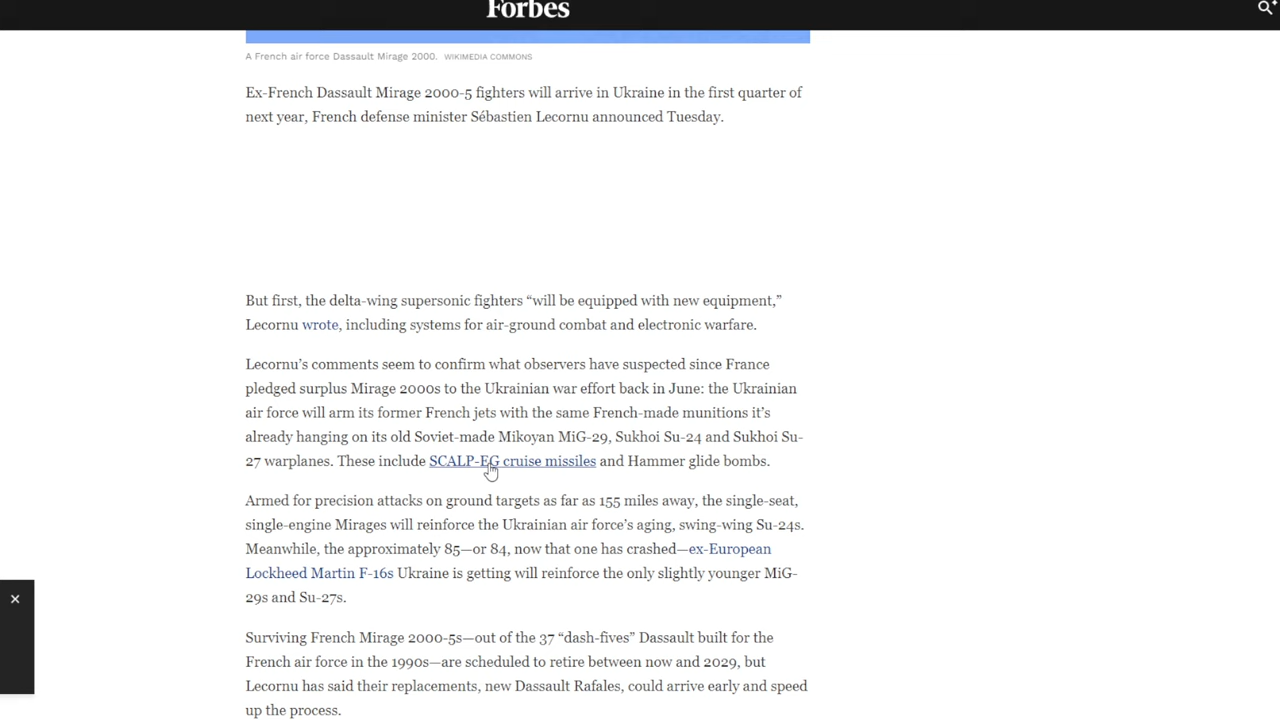 Forbes
A French air force Dassault Mirage 2000. WIKIMEDIA COMMONS
Ex-French Dassault Mirage 2000-5 fighters will arrive in Ukraine in the first quarter of
next year, French defense minister Sébastien Lecornu announced Tuesday.
But first, the delta-wing supersonic fighters “will be equipped with new equipment,”
Lecornu wrote, including systems for air-ground combat and electronic warfare.
Lecornu’s comments seem to confirm what observers have suspected since France
pledged surplus Mirage 2000s to the Ukrainian war effort back in June: the Ukrainian
air force will arm its former French jets with the same French-made munitions it’s
already hanging on its old Soviet-made Mikoyan MiG-29, Sukhoi Su-24 and Sukhoi Su-
27 warplanes. These include SCALP-EG cruise missiles and Hammer glide bombs.
Armed for precision attacks on ground targets as far as 155 miles away, the single-seat,
single-engine Mirages will reinforce the Ukrainian air force’s aging, swing-wing Su-24s.
Meanwhile, the approximately 85—or 84, now that one has crashed—ex-European
Lockheed Martin F-16s Ukraine is getting will reinforce the only slightly younger MiG-
29s and Su-27s.
Surviving French Mirage 2000-5s—out of the 37 “dash-fives” Dassault built for the
French air force in the 1990s—are scheduled to retire between now and 2029, but
Lecornu has said their replacements, new Dassault Rafales, could arrive early and speed
up the process.